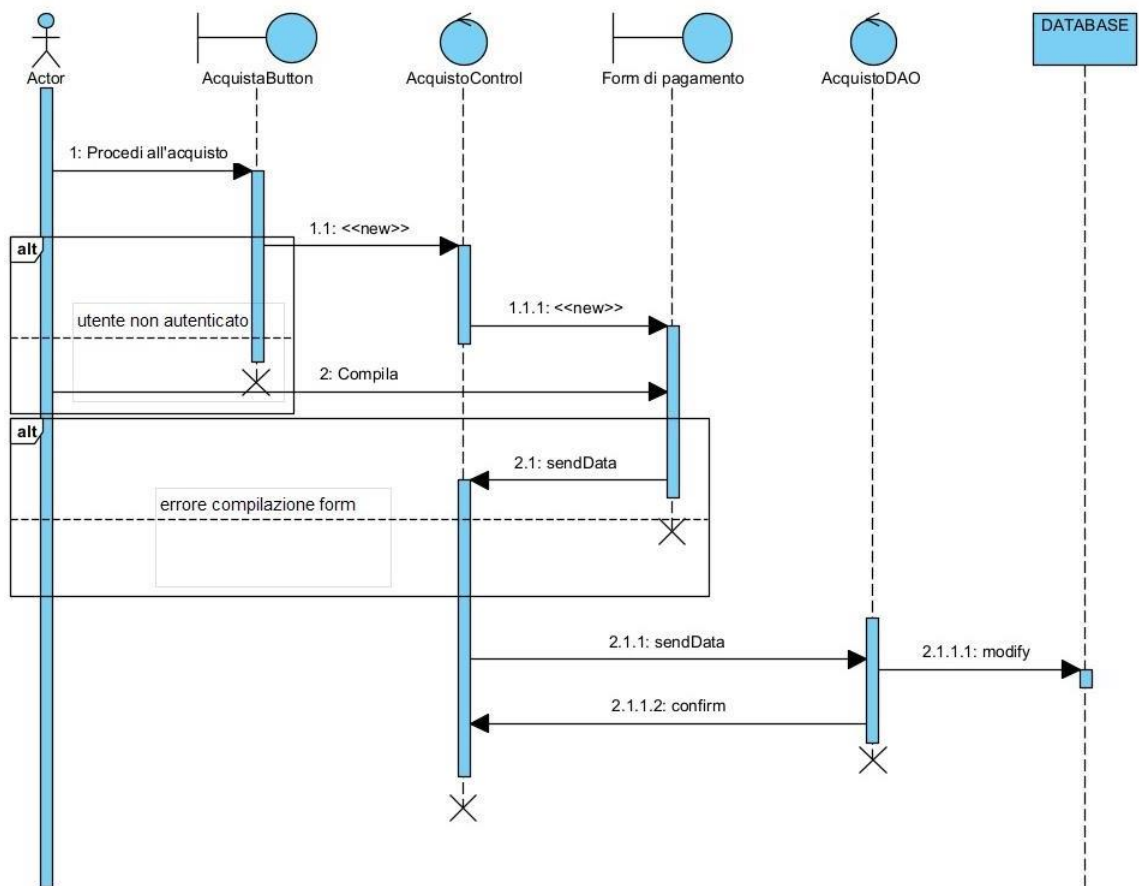 DATABASE
Actor
AcquistaButton
AcquistoControl
Form di pagamento
AcquistoDAO
1: Procedi all'acquisto
1.1: <<new>>
alt
1.1.1: <<new>>
utente non autenticato
2: Compila
alt
2.1: sendData
errore compilazione form
2.1.1: sendData
2.1.1.1: modify
2.1.1.2: confirm